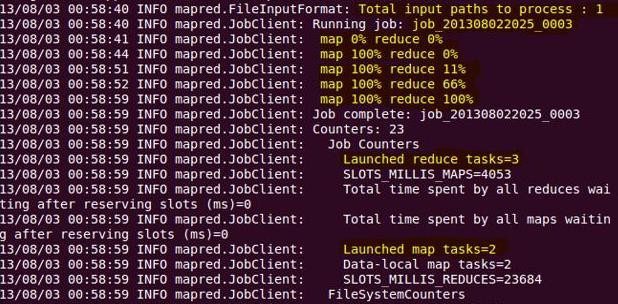 13/08/03 00:58:40 INFO mapred.FileInputFormat: Total input paths to process : 1
13/08/03 00:58:40 INFO mapred.JobClient: Running job: job_201308022025_0003
13/08/03 00:58:41 INFO mapred.JobClient:  map 0% reduce 0%
13/08/03 00:58:44 INFO mapred.JobClient:  map 100% reduce 0%
13/08/03 00:58:51 INFO mapred.JobClient:  map 100% reduce 11%
13/08/03 00:58:52 INFO mapred.JobClient:  map 100% reduce 66%
13/08/03 00:58:59 INFO mapred.JobClient:  map 100% reduce 100%
13/08/03 00:58:59 INFO mapred.JobClient: Job complete: job_201308022025_0003
13/08/03 00:58:59 INFO mapred.JobClient: Counters: 23
13/08/03 00:58:59 INFO mapred.JobClient:   Job Counters
13/08/03 00:58:59 INFO mapred.JobClient:     Launched reduce tasks=3
13/08/03 00:58:59 INFO mapred.JobClient:     SLOTS_MILLIS_MAPS=4053
13/08/03 00:58:59 INFO mapred.JobClient:     Total time spent by all reduces wai
ting after reserving slots (ms)=0
13/08/03 00:58:59 INFO mapred.JobClient:     Total time spent by all maps waitin
g after reserving slots (ms)=0
13/08/03 00:58:59 INFO mapred.JobClient:     Launched map tasks=2
13/08/03 00:58:59 INFO mapred.JobClient:     Data-local map tasks=2
13/08/03 00:58:59 INFO mapred.JobClient:     SLOTS_MILLIS_REDUCES=23684
13/08/03 00:58:59 INFO mapred.JobClient:   FileSystemCounters